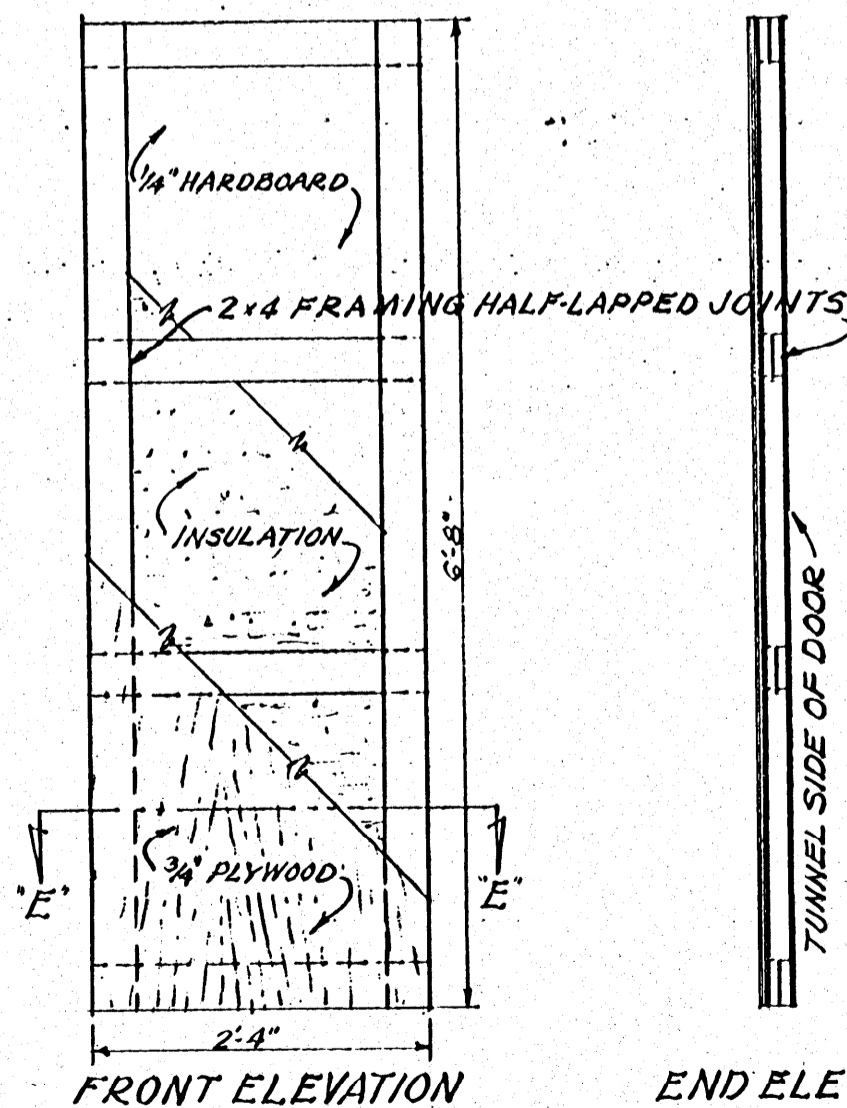 1/4" HARDBOARD
2x4 FRAMING HALF-LAPPED JOINTS
INSULATION
6'-8"
TUNNEL SIDE OF DOOR
"E" "E"
3/4" PLYWOOD
2'-4"
FRONT ELEVATION
END ELE